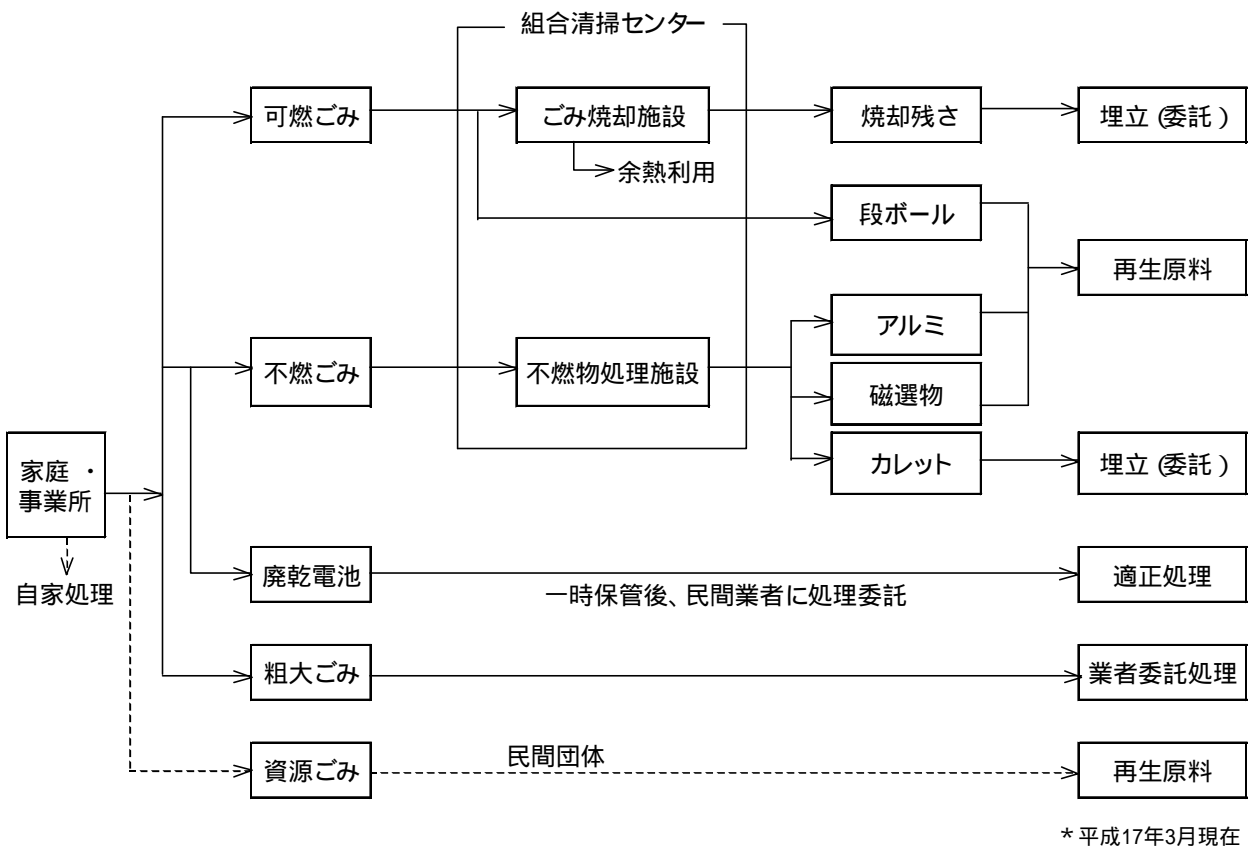 組合清掃センター
可燃ごみ
ごみ焼却施設
焼却残さ
埋立(委託)
余熱利用
段ボール
再生原料
アルミ
不燃ごみ
不燃物処理施設
磁選物
家庭・
事業所
カレット
埋立(委託)
自家処理
廃乾電池
一時保管後、民間業者に処理委託
適正処理
粗大ごみ
業者委託処理
資源ごみ
民間団体
再生原料
*平成17年3月現在